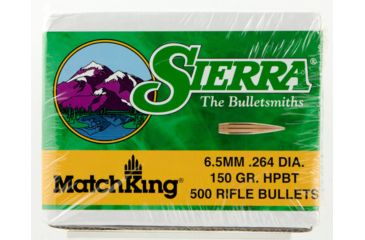 SIERRA®
The Bulletsmiths
6.5MM .264 DIA.
150 GR. HPBT
MatchKing®
500 RIFLE BULLETS